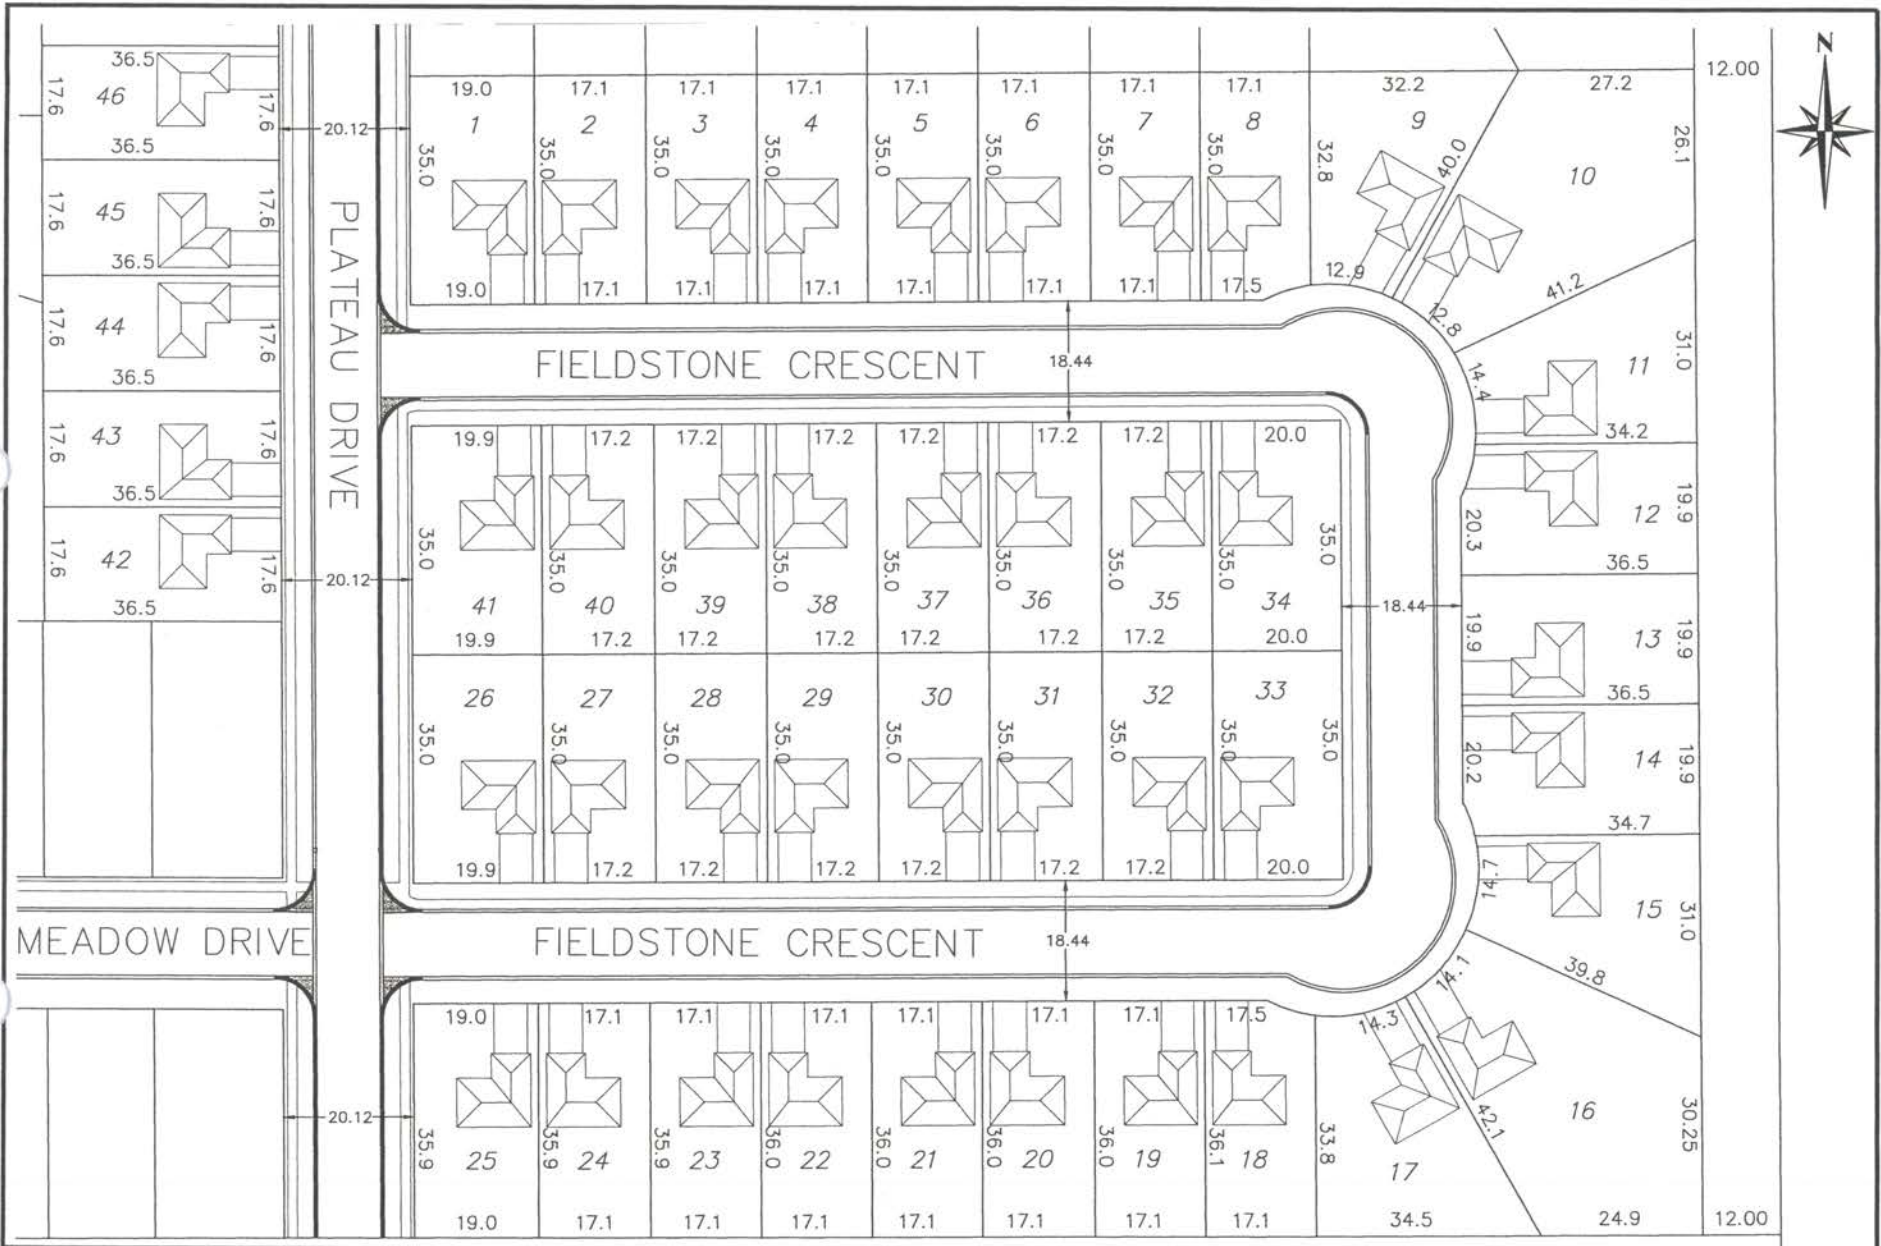 N
36.5
17.6
46
17.6
36.5
20.12
17.6
45
17.6
36.5
17.6
44
17.6
36.5
17.6
43
17.6
36.5
17.6
42
17.6
36.5
20.12
PLATEAU DRIVE
19.0 17.1 17.1 17.1 17.1 17.1 17.1 17.1 32.2 27.2 12.00
1 2 3 4 5 6 7 8 9 10
35.0 35.0 35.0 35.0 35.0 35.0 35.0 35.0 32.8 40.0 26.1
19.0 17.1 17.1 17.1 17.1 17.1 17.1 17.5 12.9 12.8 41.2
FIELDSTONE CRESCENT
18.44
14.4 11 31.0
34.2
19.9 17.2 17.2 17.2 17.2 17.2 17.2 20.0
20.3 12 19.9
36.5
35.0 35.0 35.0 35.0 35.0 35.0 35.0 35.0 35.0
41 40 39 38 37 36 35 34
18.44
19.9 17.2 17.2 17.2 17.2 17.2 17.2 20.0
19.9 13 19.9
36.5
26 27 28 29 30 31 32 33
35.0 35.0 35.0 35.0 35.0 35.0 35.0 35.0 35.0
20.2 14 19.9
34.7
19.9 17.2 17.2 17.2 17.2 17.2 17.2 20.0
14.7 15 31.0
MEADOW DRIVE
FIELDSTONE CRESCENT
18.44
14.1 39.8
19.0 17.1 17.1 17.1 17.1 17.1 17.1 17.5 14.3
20.12
35.9 35.9 35.9 36.0 36.0 36.0 36.0 36.1 33.8 42.1 30.25
25 24 23 22 21 20 19 18 17 16
19.0 17.1 17.1 17.1 17.1 17.1 17.1 17.1 34.5 24.9 12.00